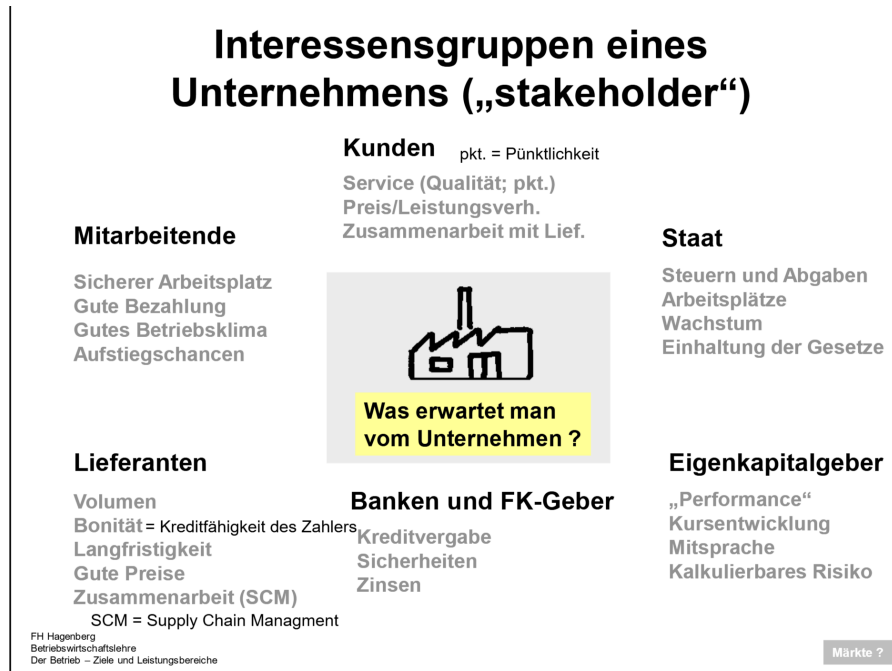 Interessensgruppen eines
Unternehmens („stakeholder“)
Kunden pkt. = Pünktlichkeit
Service (Qualität; pkt.)
Preis/Leistungsverh.
Zusammenarbeit mit Lief.
Mitarbeitende
Sicherer Arbeitsplatz
Gute Bezahlung
Gutes Betriebsklima
Aufstiegschancen
Staat
Steuern und Abgaben
Arbeitsplätze
Wachstum
Einhaltung der Gesetze
Was erwartet man
vom Unternehmen ?
Lieferanten
Volumen
Bonität = Kreditfähigkeit des Zahlers
Langfristigkeit
Gute Preise
Zusammenarbeit (SCM)
SCM = Supply Chain Managment
Banken und FK-Geber
Kreditvergabe
Sicherheiten
Zinsen
Eigenkapitalgeber
„Performance“
Kursentwicklung
Mitsprache
Kalkulierbares Risiko
FH Hagenberg
Betriebswirtschaftslehre
Der Betrieb – Ziele und Leistungsbereiche
Märkte ?